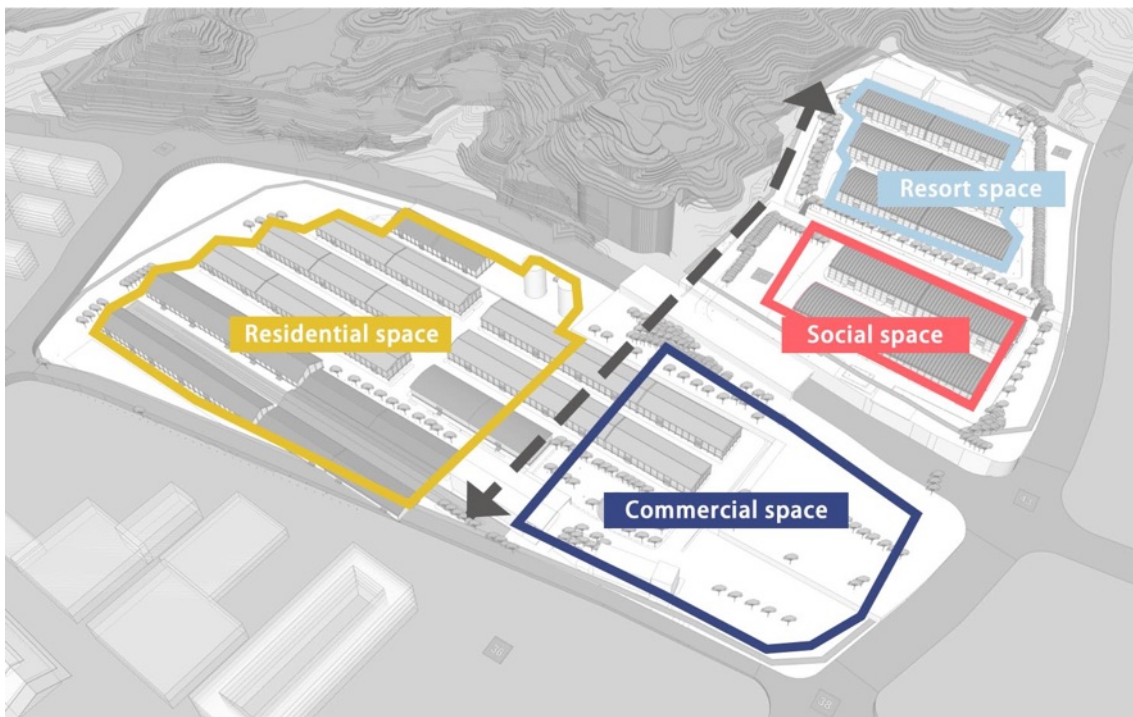 Resort space
Social space
Residential space
Commercial space